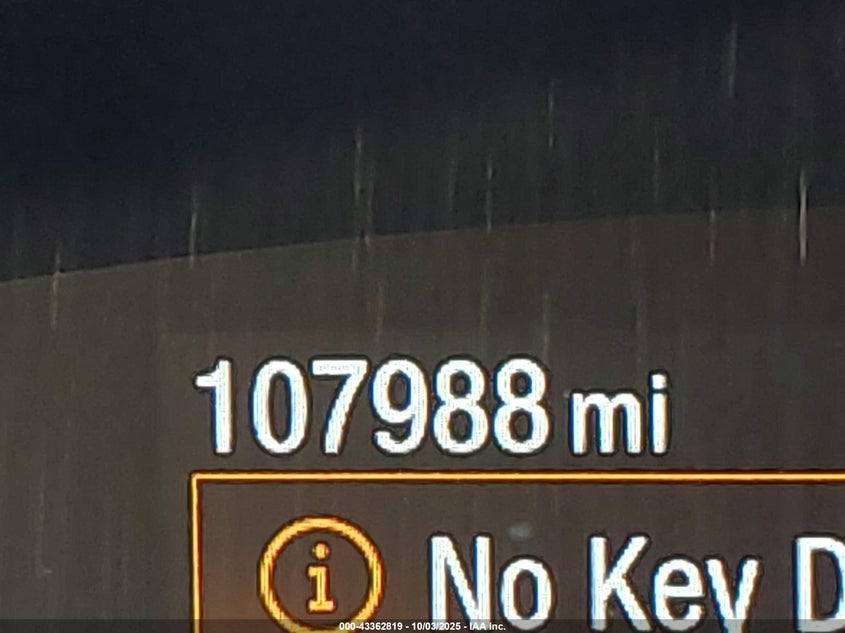 107988 mi
i No Key D
000-43362819 - 10/03/2025 - IAA Inc.